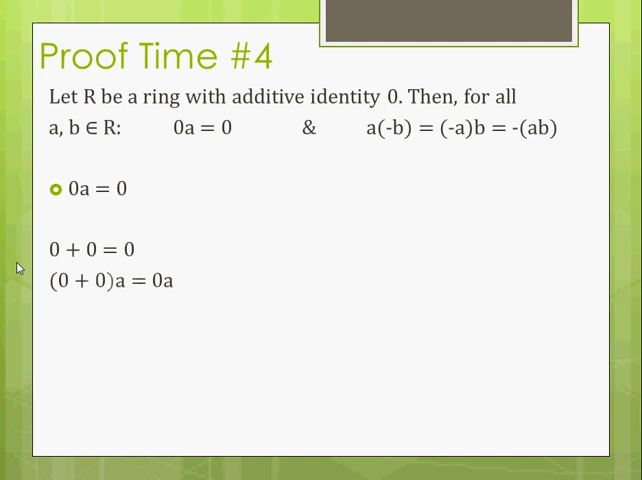 Proof Time #4
Let R be a ring with additive identity 0. Then, for all
a, b ∈ R: 0a = 0 & a(-b) = (-a)b = -(ab)
0a = 0
0 + 0 = 0
(0 + 0)a = 0a